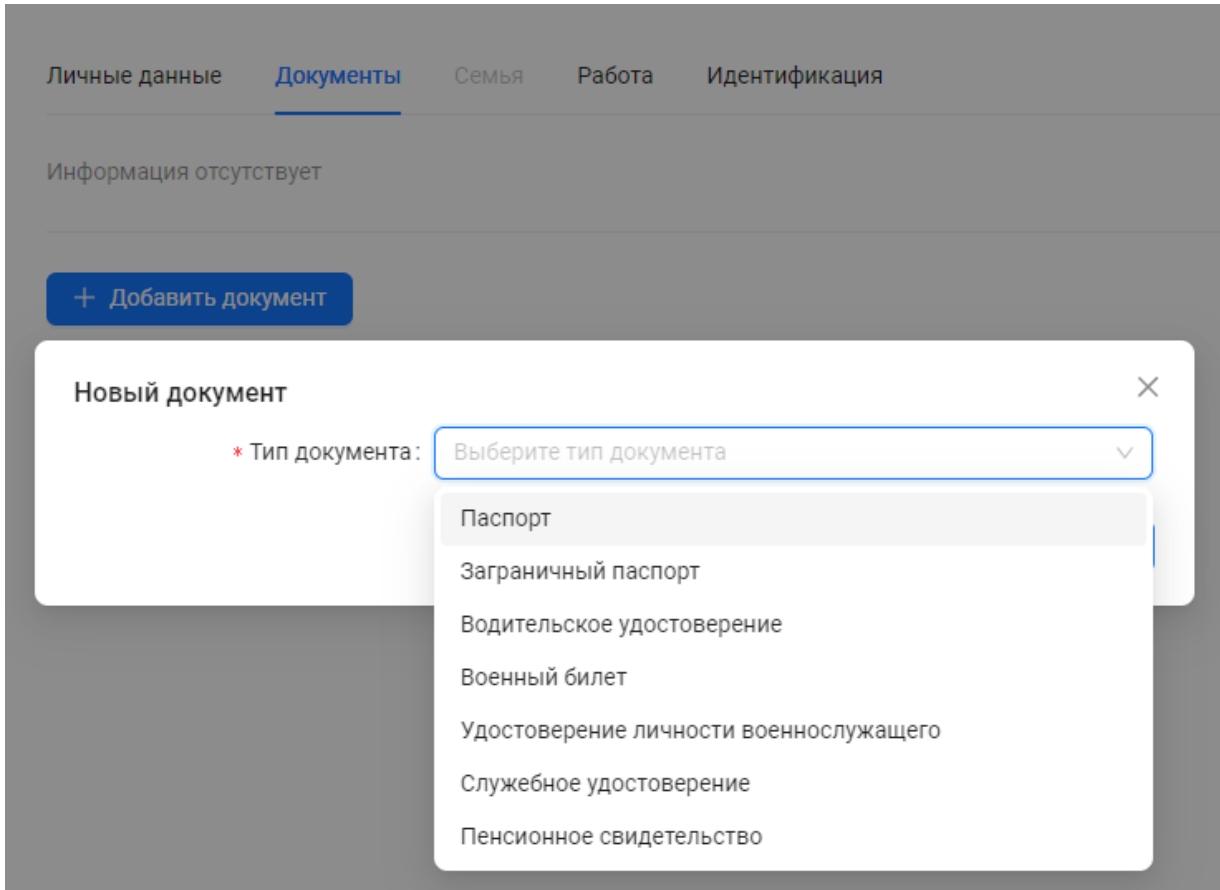 Личные данные Документы Семья Работа Идентификация
Информация отсутствует
+ Добавить документ
Новый документ
* Тип документа: Выберите тип документа
Паспорт
Заграничный паспорт
Водительское удостоверение
Военный билет
Удостоверение личности военнослужащего
Служебное удостоверение
Пенсионное свидетельство